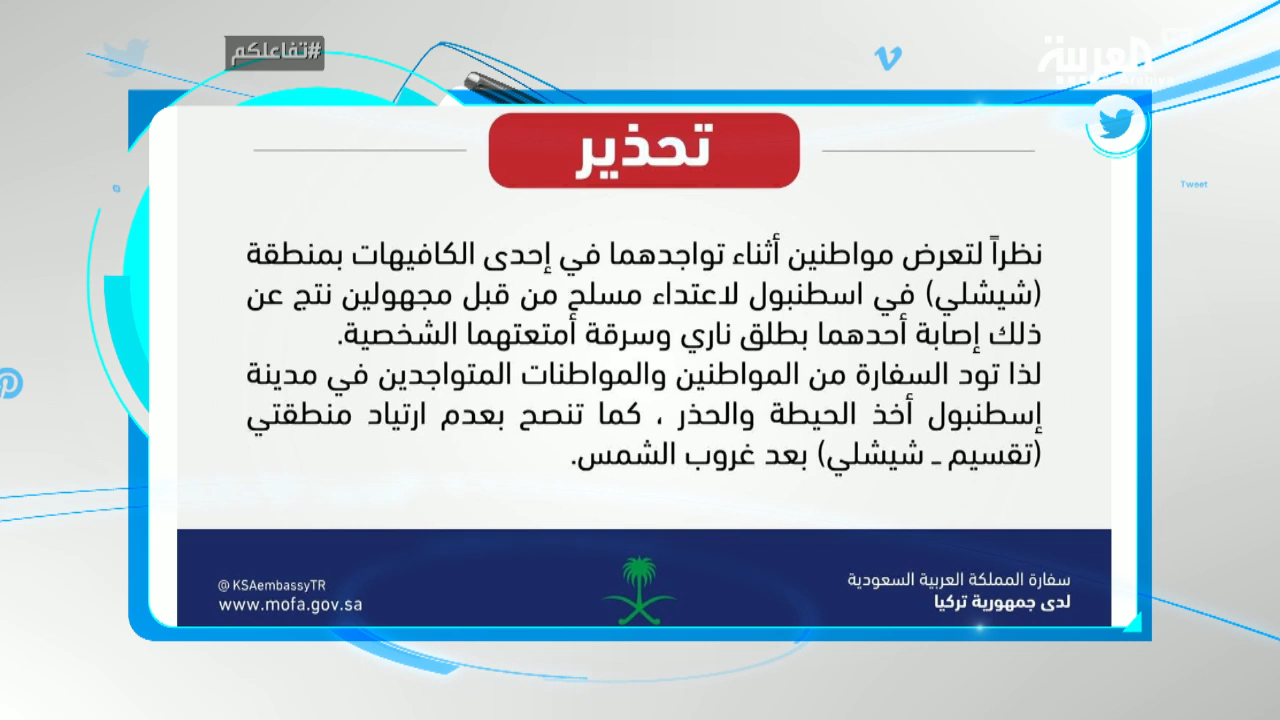 #تفاعلكم
العربية
Tweet
تحذير
نظراً لتعرض مواطنين أثناء تواجدهما في إحدى الكافيهات بمنطقة
(شيشلي) في اسطنبول لاعتداء مسلح من قبل مجهولين نتج عن
ذلك إصابة أحدهما بطلق ناري وسرقة أمتعتهما الشخصية.
لذا تود السفارة من المواطنين والمواطنات المتواجدين في مدينة
إسطنبول أخذ الحيطة والحذر ، كما تنصح بعدم ارتياد منطقتي
(تقسيم ـ شيشلي) بعد غروب الشمس.
سفارة المملكة العربية السعودية
لدى جمهورية تركيا
@KSAembassyTR
www.mofa.gov.sa